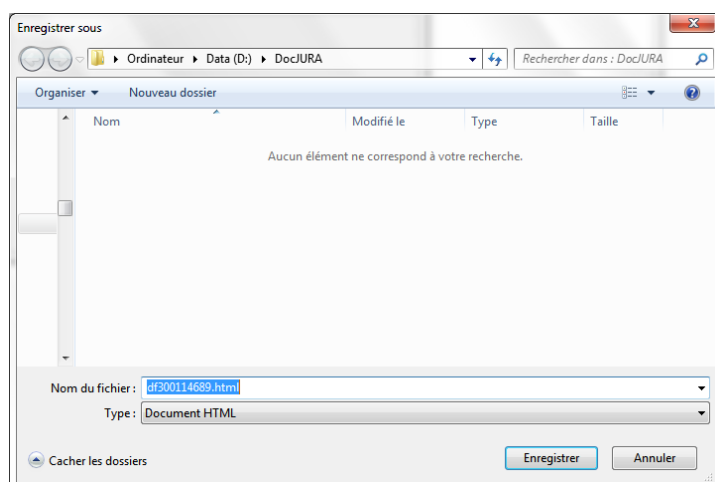 Enregistrer sous
Ordinateur Data (D:) DocJURA Rechercher dans : DocJURA
Organiser Nouveau dossier
Nom Modifié le Type Taille
Aucun élément ne correspond à votre recherche.
Nom du fichier : df300114689.html
Type : Document HTML
Cacher les dossiers Enregistrer Annuler